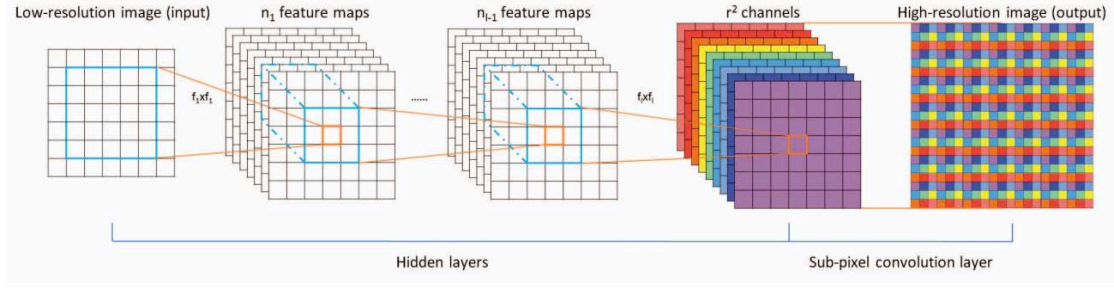 Low-resolution image (input)
n1 feature maps
nl-1 feature maps
r² channels
High-resolution image (output)
f1xf1
......
flxfl
Hidden layers
Sub-pixel convolution layer